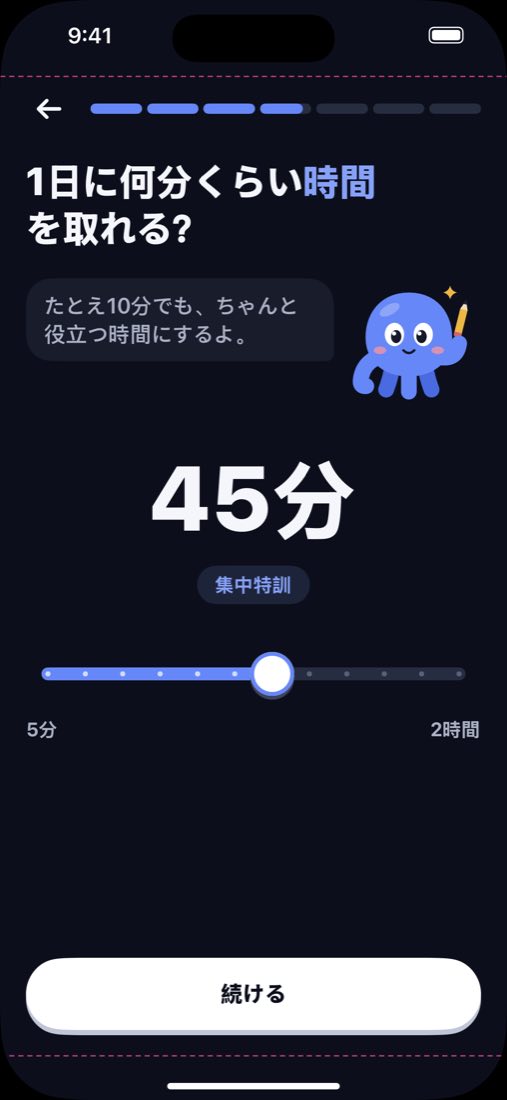 9:41
1日に何分くらい時間
を取れる?
たとえ10分でも、ちゃんと
役立つ時間にするよ。
45分
集中特訓
5分
2時間
続ける